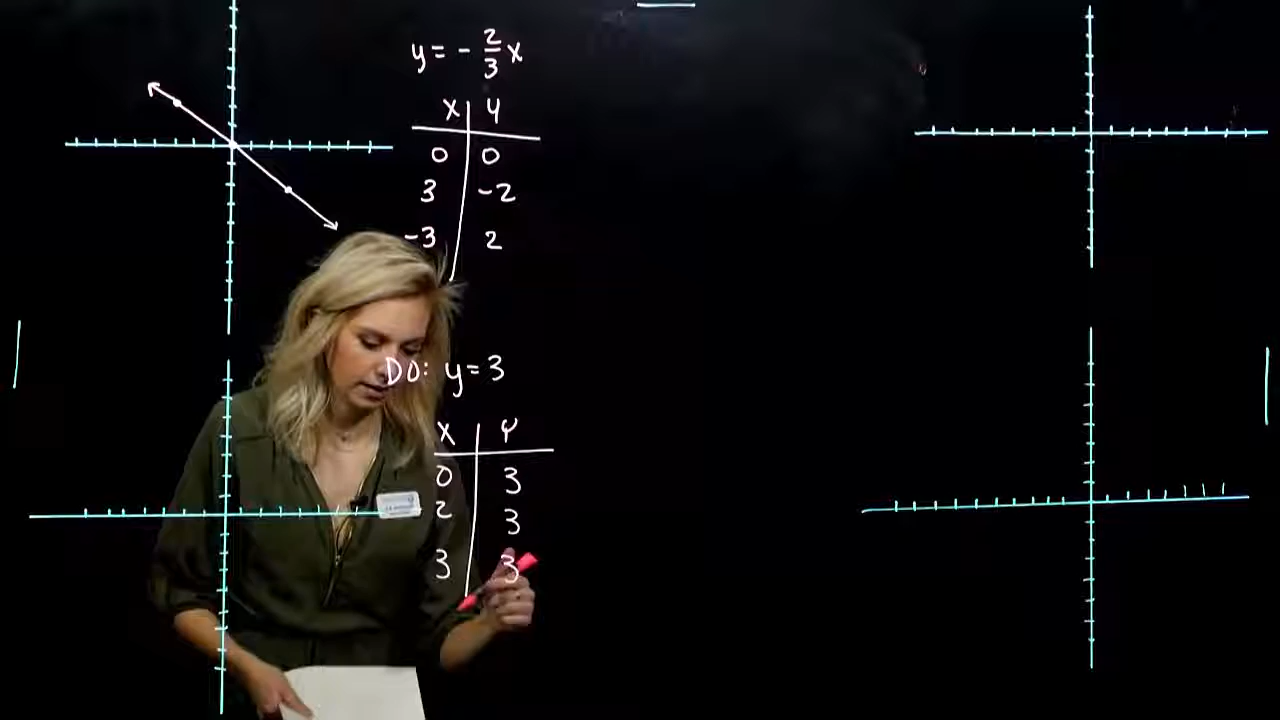 y = - 2/3 x
x y
0 0
3 -2
-3 2
DO: y = 3
x y
0 3
2 3
3 3